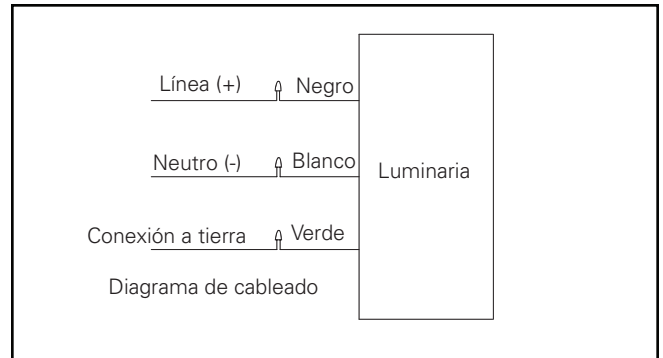 Línea (+) Negro
Neutro (-) Blanco
Luminaria
Conexión a tierra Verde
Diagrama de cableado